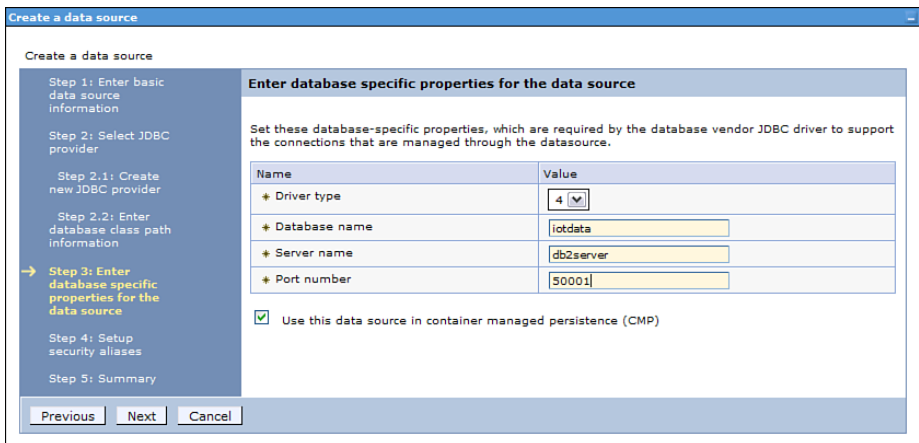 Create a data source
Create a data source
Step 1: Enter basic
data source
information
Step 2: Select JDBC
provider
Step 2.1: Create
new JDBC provider
Step 2.2: Enter
database class path
information
Step 3: Enter
database specific
properties for the
data source
Step 4: Setup
security aliases
Step 5: Summary
Enter database specific properties for the data source
Set these database-specific properties, which are required by the database vendor JDBC driver to support
the connections that are managed through the datasource.
Name Value
Driver type 4
Database name iotdata
Server name db2server
Port number 50001
Use this data source in container managed persistence (CMP)
Previous Next Cancel